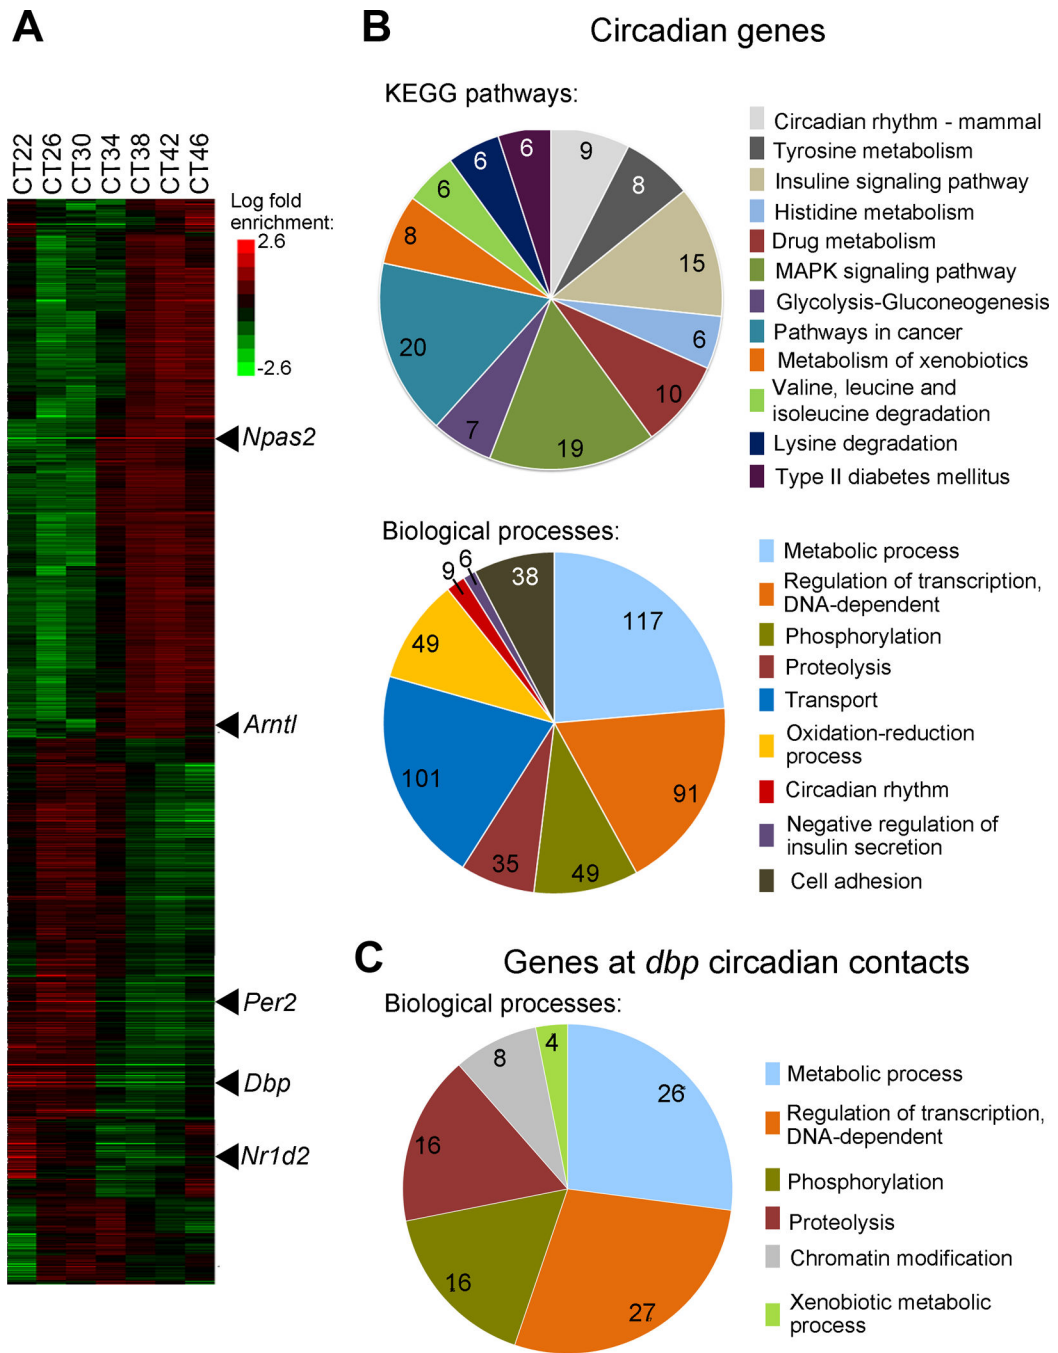 A
CT22
CT26
CT30
CT34
CT38
CT42
CT46
Log fold
enrichment:
2.6
-2.6
Npas2
Arntl
Per2
Dbp
Nr1d2
B
Circadian genes
KEGG pathways:
9
8
15
6
10
19
7
20
8
6
6
6
Circadian rhythm - mammal
Tyrosine metabolism
Insuline signaling pathway
Histidine metabolism
Drug metabolism
MAPK signaling pathway
Glycolysis-Gluconeogenesis
Pathways in cancer
Metabolism of xenobiotics
Valine, leucine and
isoleucine degradation
Lysine degradation
Type II diabetes mellitus
Biological processes:
117
91
49
35
101
49
9
6
38
Metabolic process
Regulation of transcription,
DNA-dependent
Phosphorylation
Proteolysis
Transport
Oxidation-reduction
process
Circadian rhythm
Negative regulation of
insulin secretion
Cell adhesion
C
Genes at dbp circadian contacts
Biological processes:
26
27
16
16
8
4
Metabolic process
Regulation of transcription,
DNA-dependent
Phosphorylation
Proteolysis
Chromatin modification
Xenobiotic metabolic
process